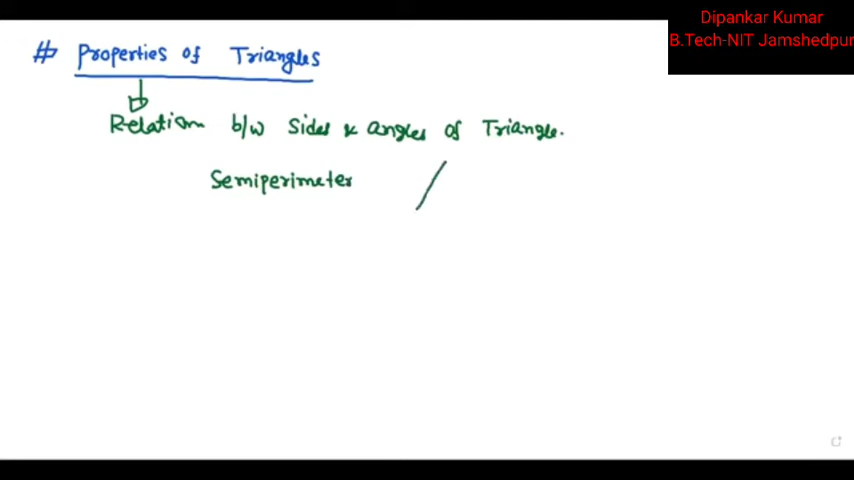 Dipankar Kumar
B.Tech-NIT Jamshedpur
# Properties of Triangles
Relation b/w Sides & angles of Triangle.
Semiperimeter